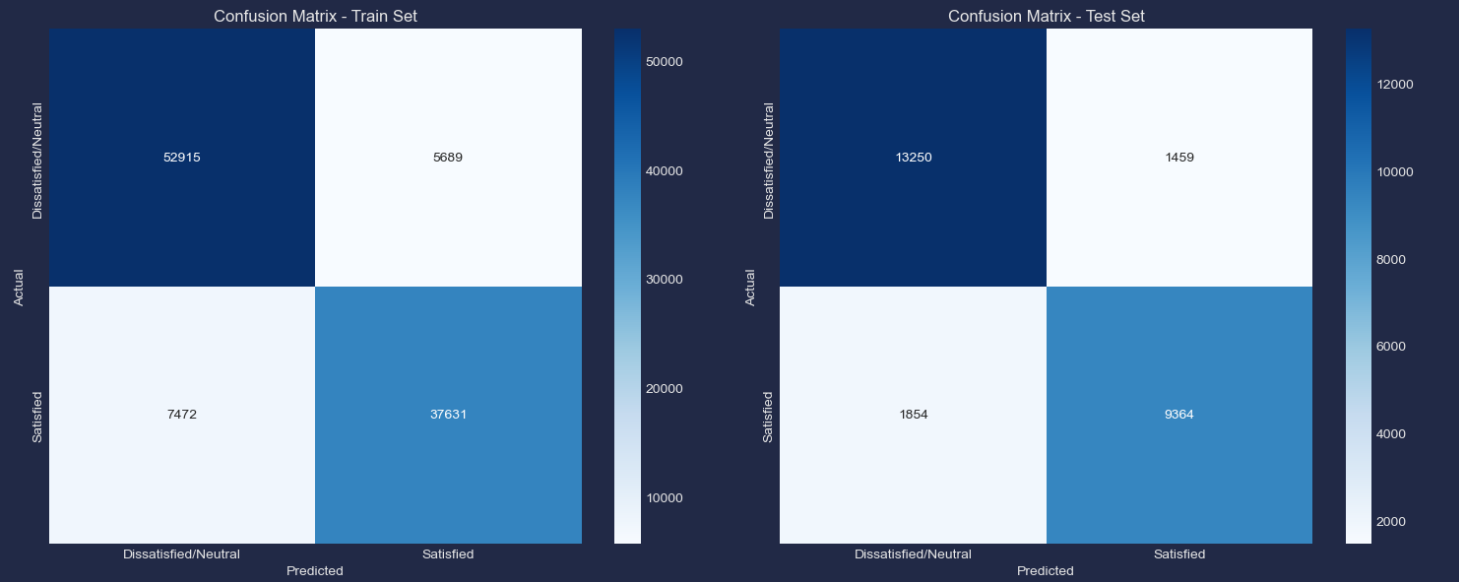 Confusion Matrix - Train Set
Actual
Dissatisfied/Neutral
Satisfied
52915
5689
7472
37631
Dissatisfied/Neutral
Satisfied
Predicted
50000
40000
30000
20000
10000
Confusion Matrix - Test Set
Actual
Dissatisfied/Neutral
Satisfied
13250
1459
1854
9364
Dissatisfied/Neutral
Satisfied
Predicted
12000
10000
8000
6000
4000
2000